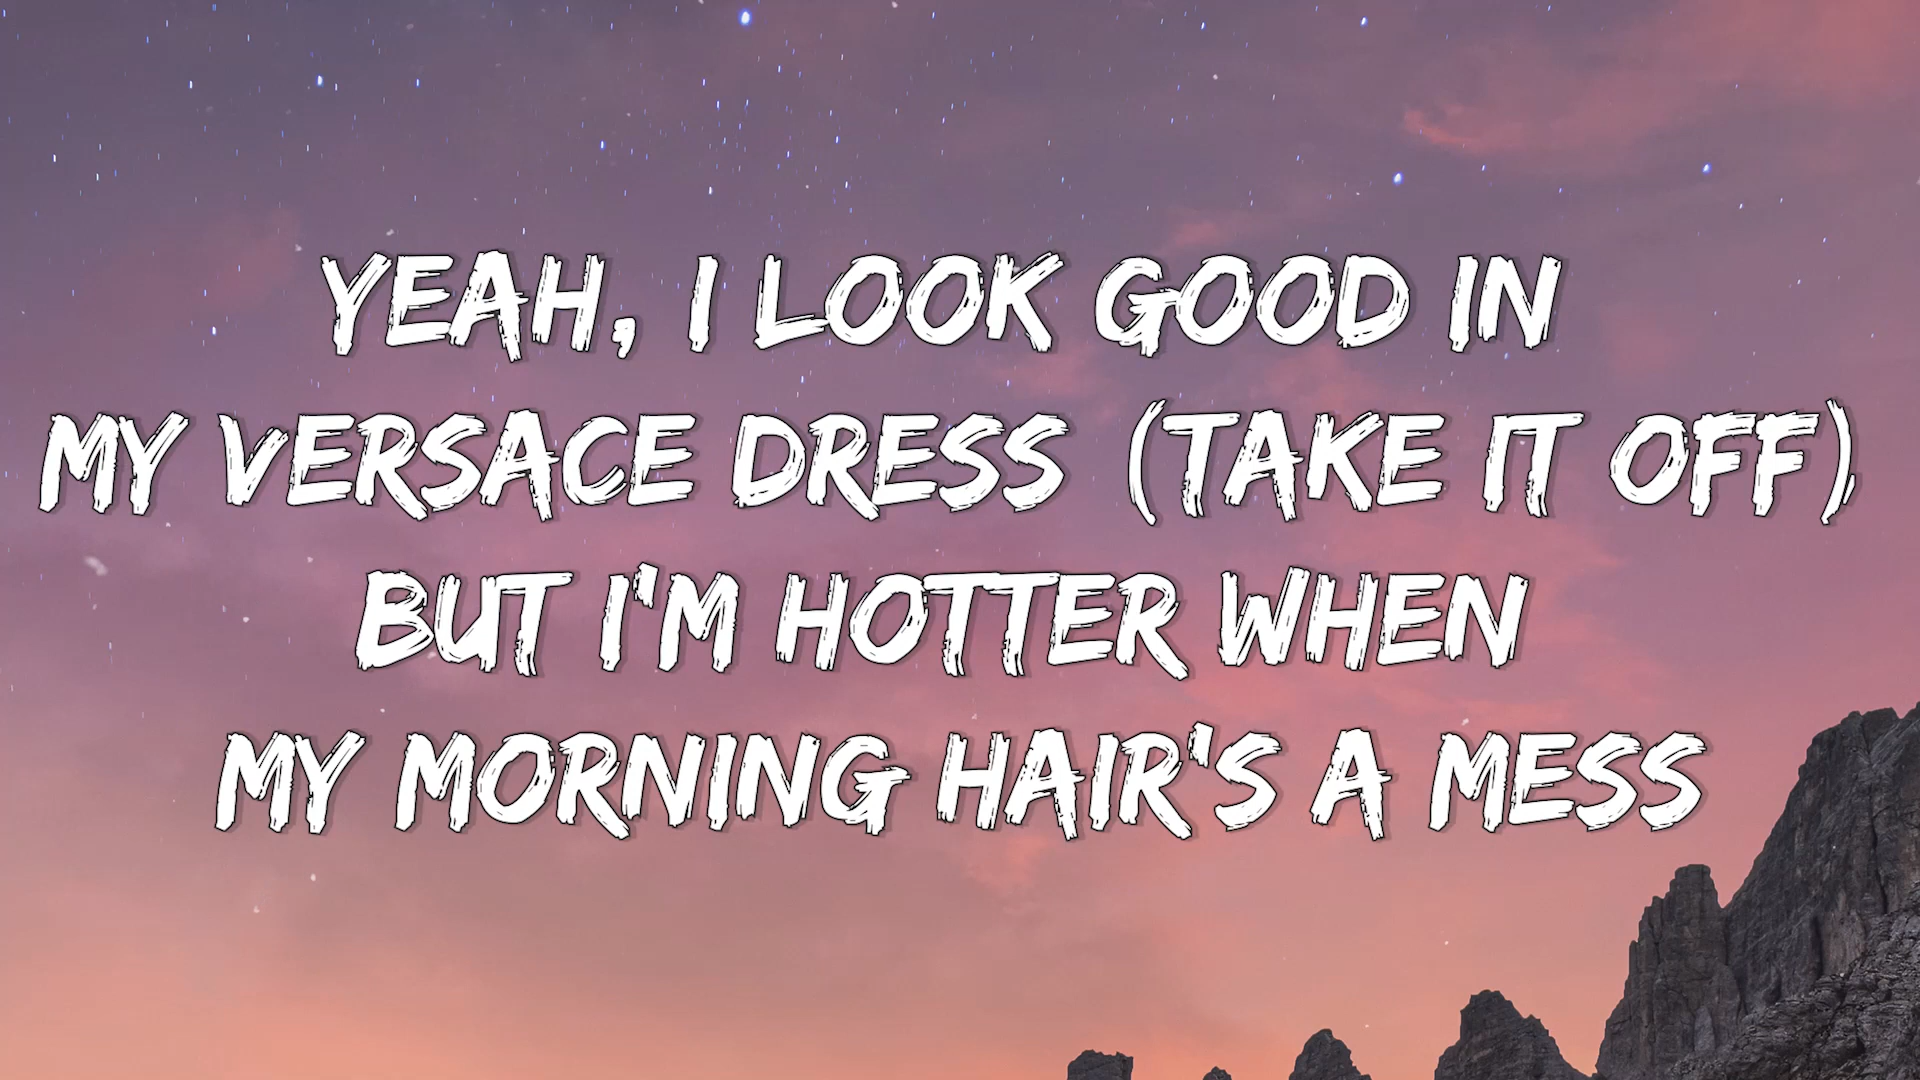 YEAH, I LOOK GOOD IN
MY VERSACE DRESS (TAKE IT OFF)
BUT I'M HOTTER WHEN
MY MORNING HAIR'S A MESS